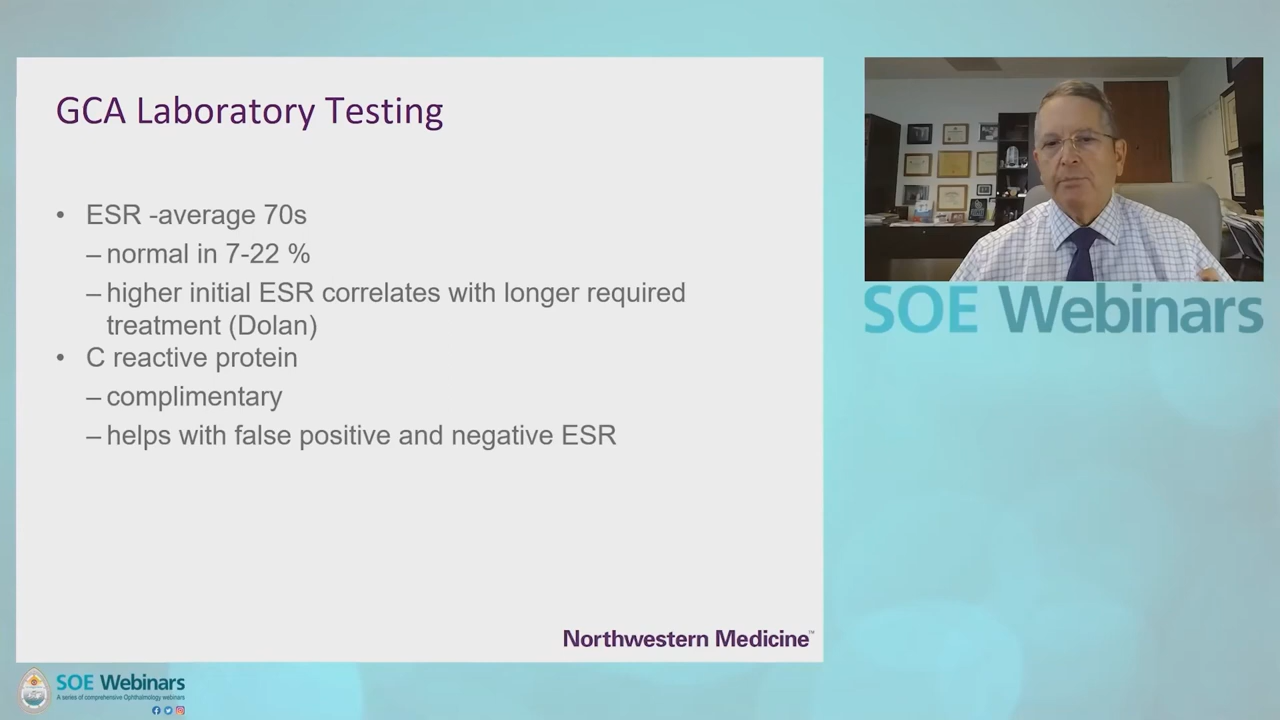 GCA Laboratory Testing
• ESR -average 70s
– normal in 7-22 %
– higher initial ESR correlates with longer required
treatment (Dolan)
• C reactive protein
– complimentary
– helps with false positive and negative ESR
Northwestern Medicine™
SOE Webinars
SOE Webinars
A series of comprehensive Ophthalmology webinars